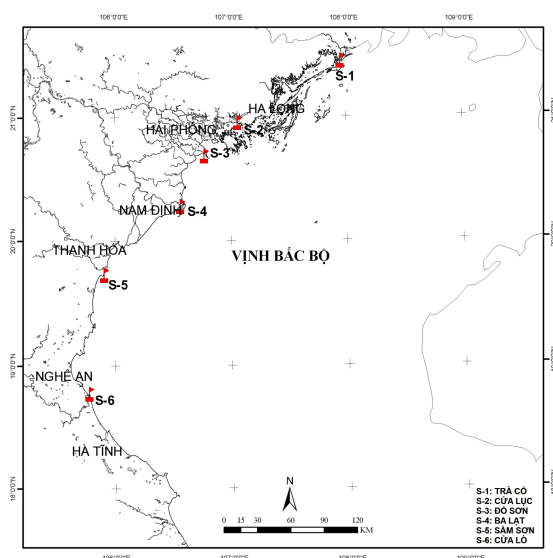 106°0'0"E 107°0'0"E 108°0'0"E 109°0'0"E
S-1
HẠ LONG
21°0'0"N
HẢI PHÒNG
S-2
S-3
NAM ĐỊNH
S-4
20°0'0"N
THANH HÓA
VỊNH BẮC BỘ
S-5
19°0'0"N
NGHỆ AN
S-6
HÀ TĨNH
18°0'0"N
N
0 15 30 60 90 120
KM
S-1: TRÀ CỔ
S-2: CỬA LỤC
S-3: ĐỒ SƠN
S-4: BA LẠT
S-5: SẦM SƠN
S-6: CỬA LÒ